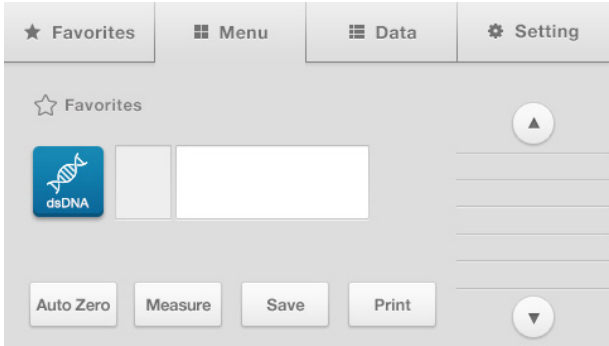 Favorites
Menu
Data
Setting
Favorites
dsDNA
Auto Zero
Measure
Save
Print